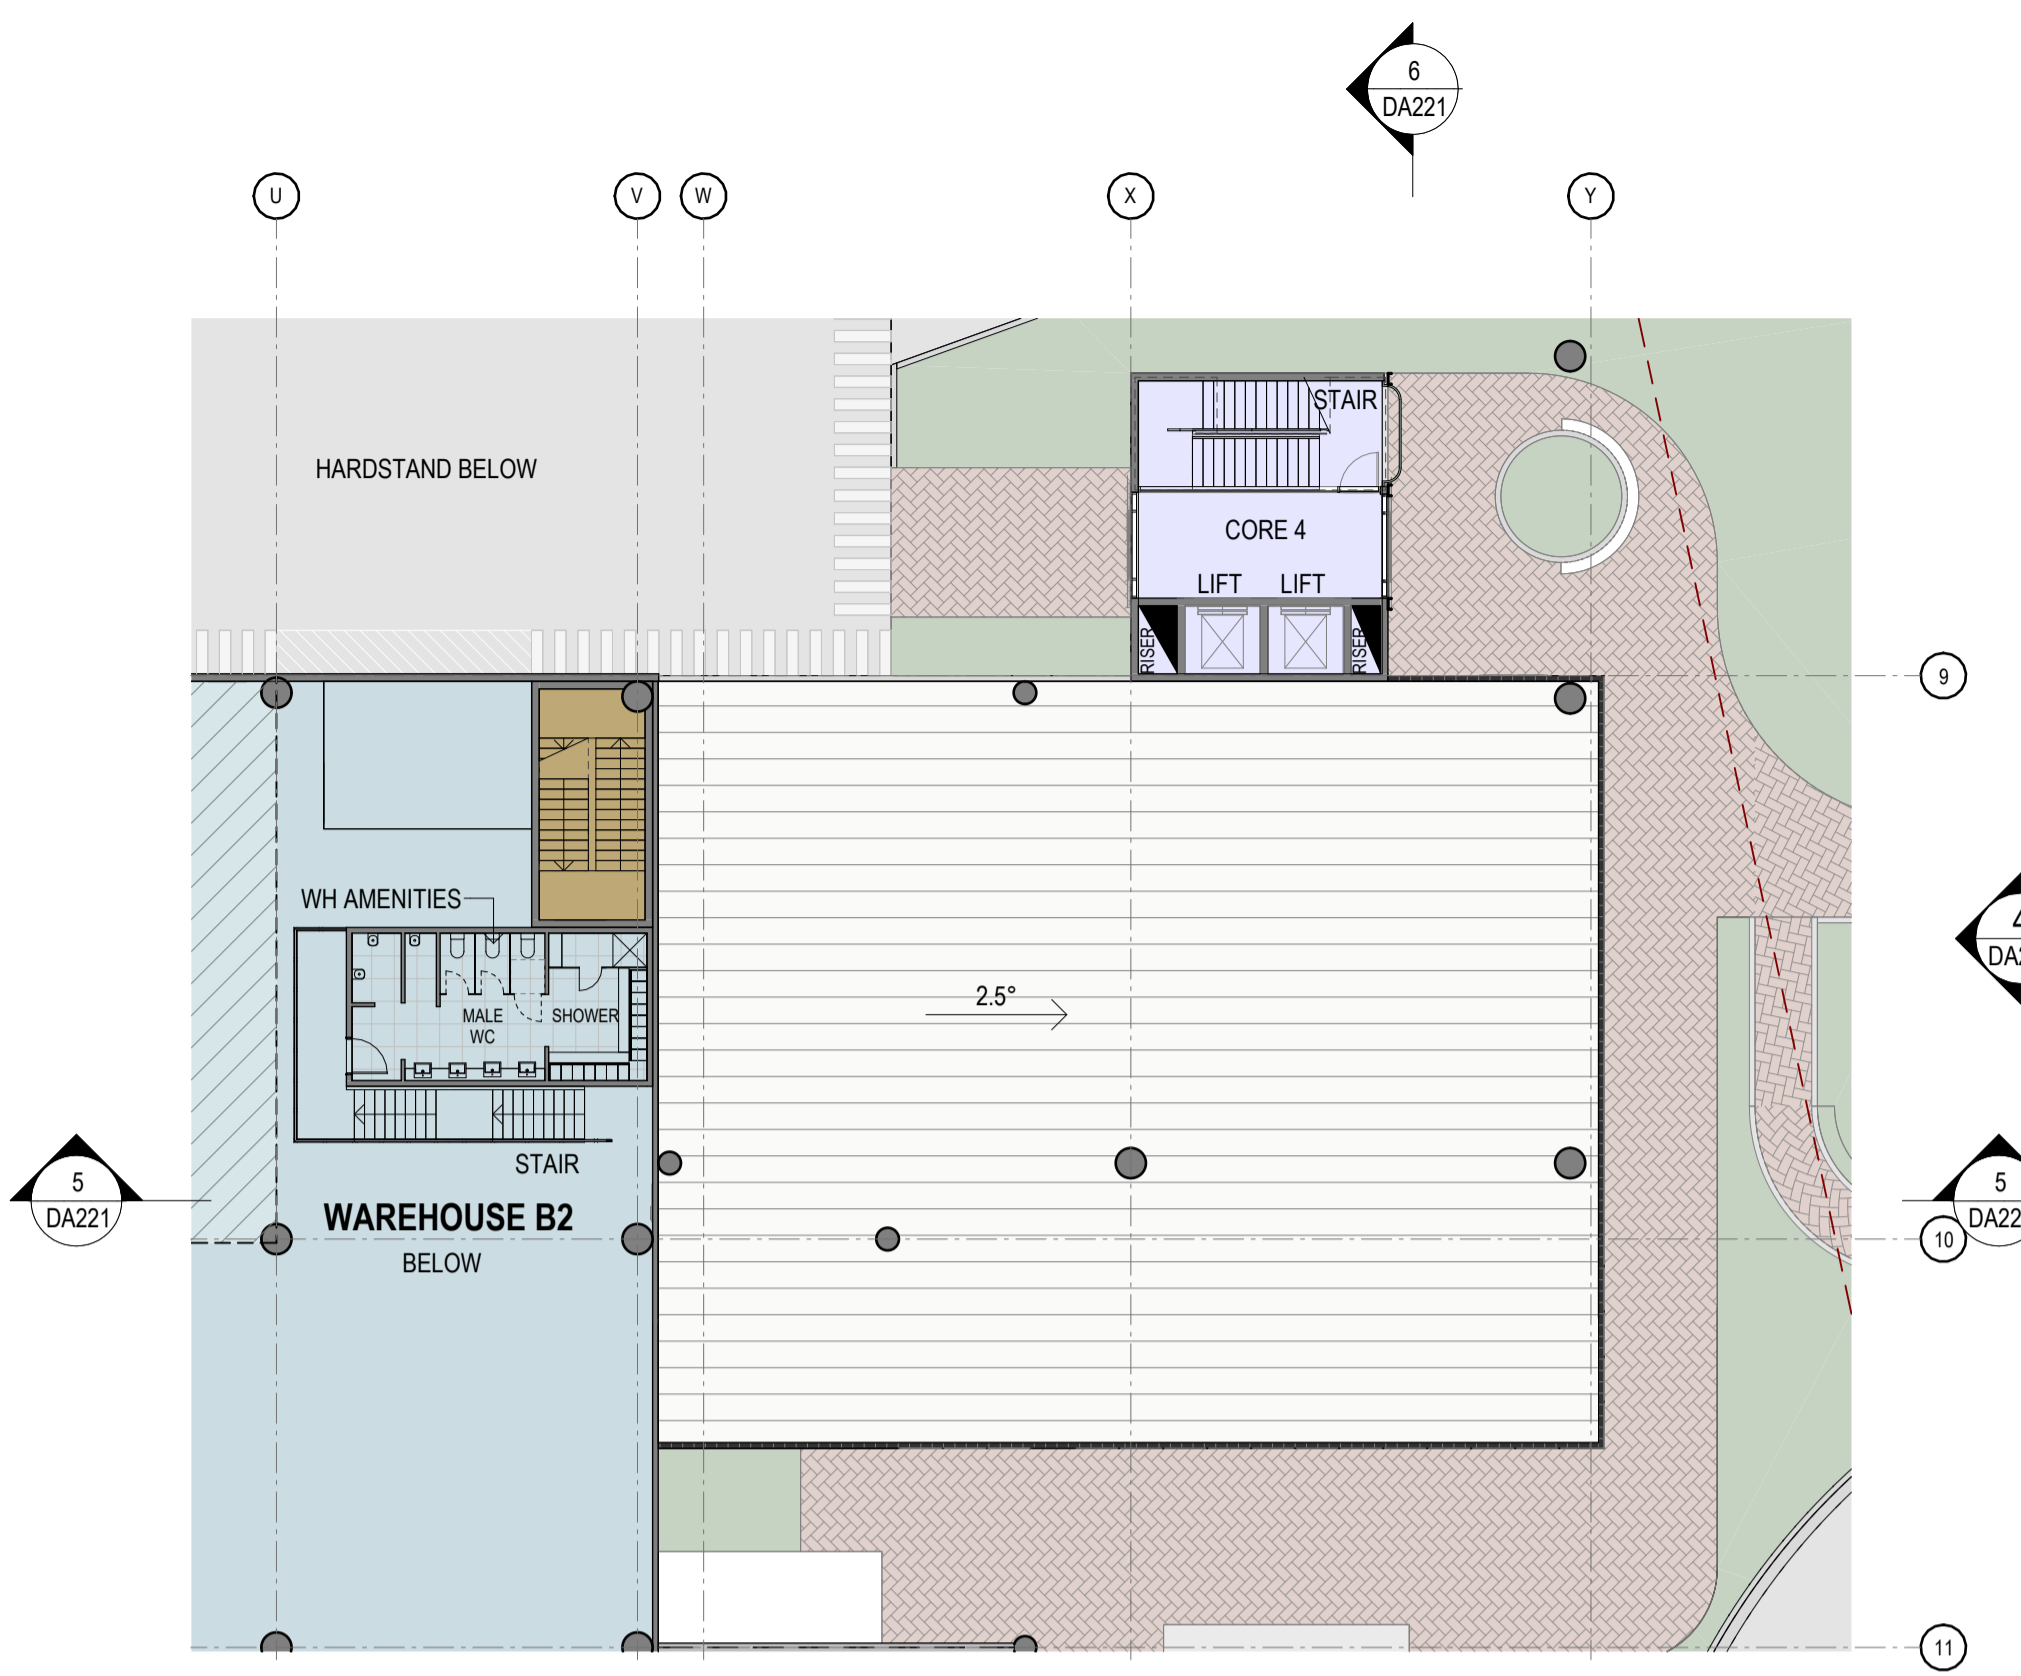 6
DA221
U
V
W
X
Y
STAIR
HARDSTAND BELOW
CORE 4
LIFT
LIFT
RISER
RISER
9
WH AMENITIES
MALE
WC
SHOWER
2.5°
STAIR
5
DA221
WAREHOUSE B2
BELOW
5
DA22
10
11